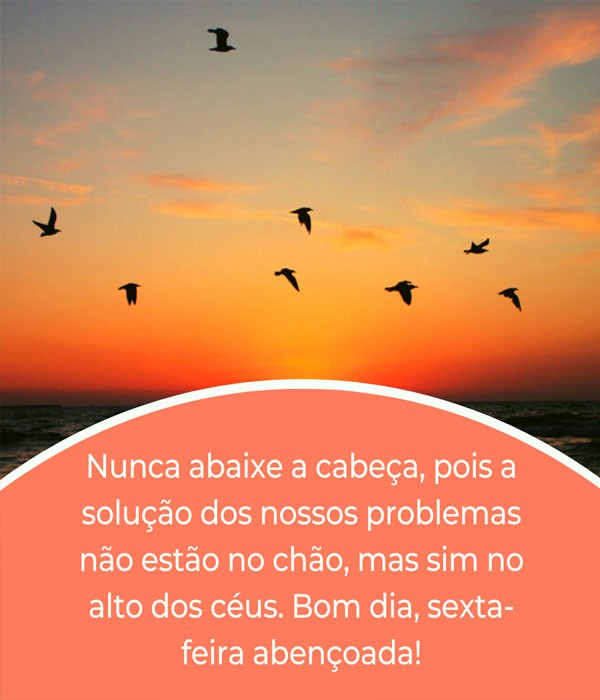 Nunca abaixe a cabeça, pois a
solução dos nossos problemas
não estão no chão, mas sim no
alto dos céus. Bom dia, sexta-
feira abençoada!